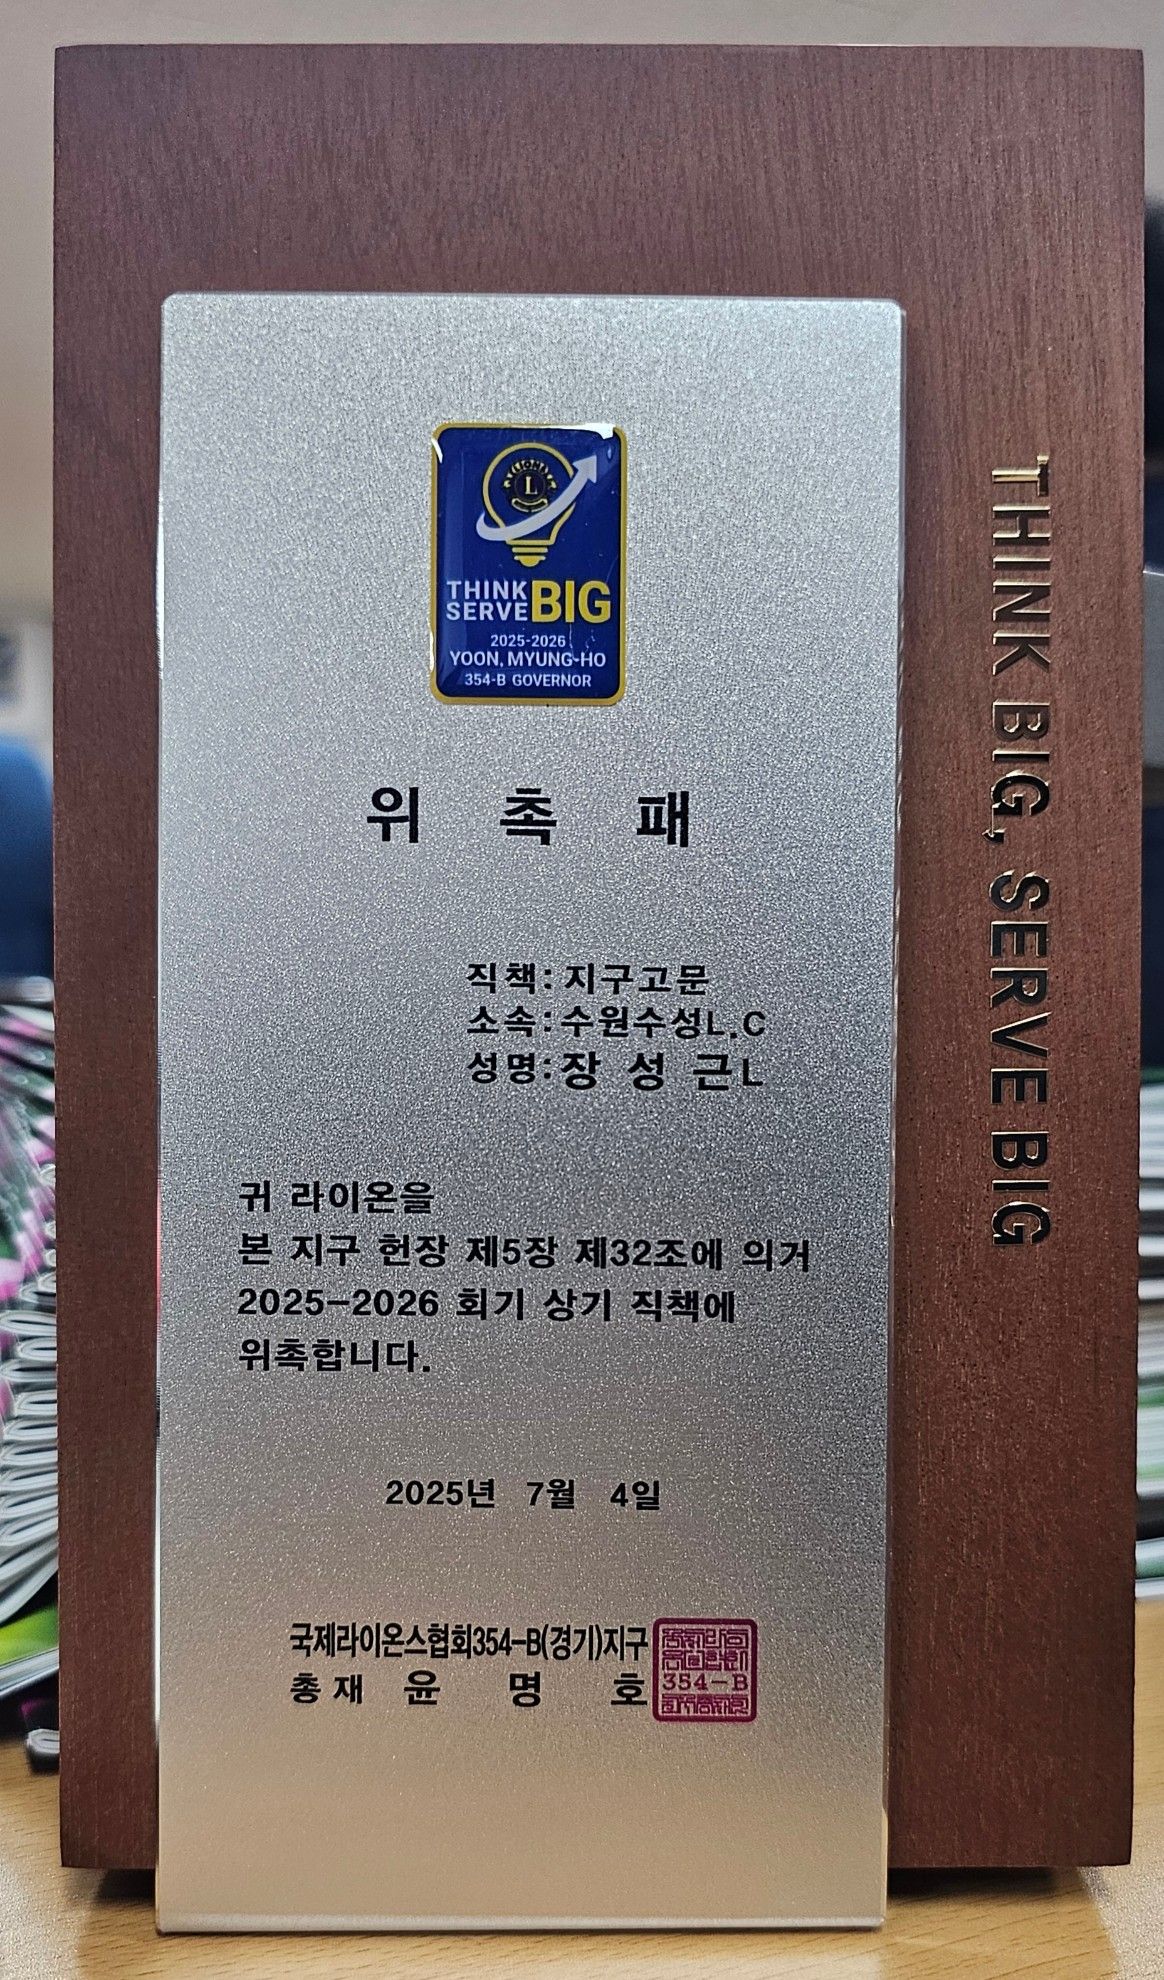 LIONS
L
THINK
SERVE BIG
2025-2026
YOON, MYUNG-HO
354-B GOVERNOR
위 촉 패
직책: 지구고문
소속: 수원수성L.C
성명: 장 성 근L
귀 라이온을
본 지구 헌장 제5장 제32조에 의거
2025-2026 회기 상기 직책에
위촉합니다.
2025년 7월 4일
국제라이온스협회354-B(경기)지구
총재 윤 명 호
354-B
THINK BIG, SERVE BIG